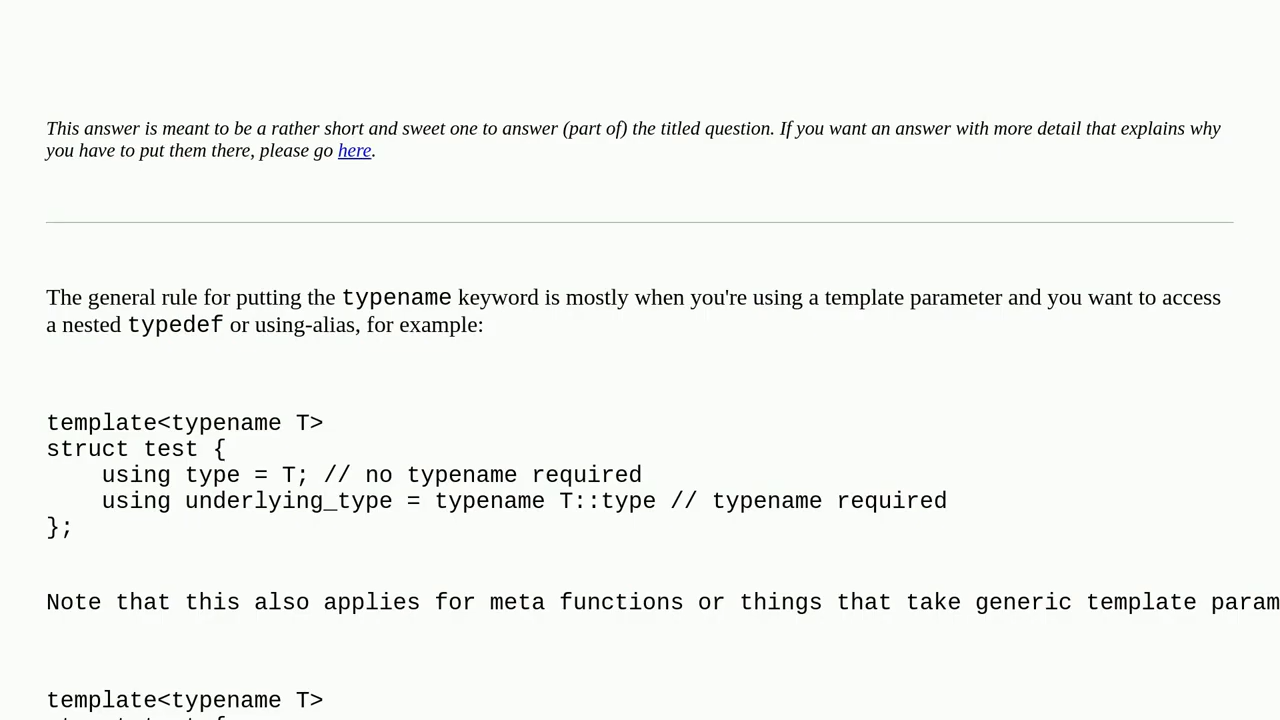 This answer is meant to be a rather short and sweet one to answer (part of) the titled question. If you want an answer with more detail that explains why
you have to put them there, please go here.
The general rule for putting the typename keyword is mostly when you're using a template parameter and you want to access
a nested typedef or using-alias, for example:
template<typename T>
struct test {
    using type = T; // no typename required
    using underlying_type = typename T::type // typename required
};
Note that this also applies for meta functions or things that take generic template param
template<typename T>